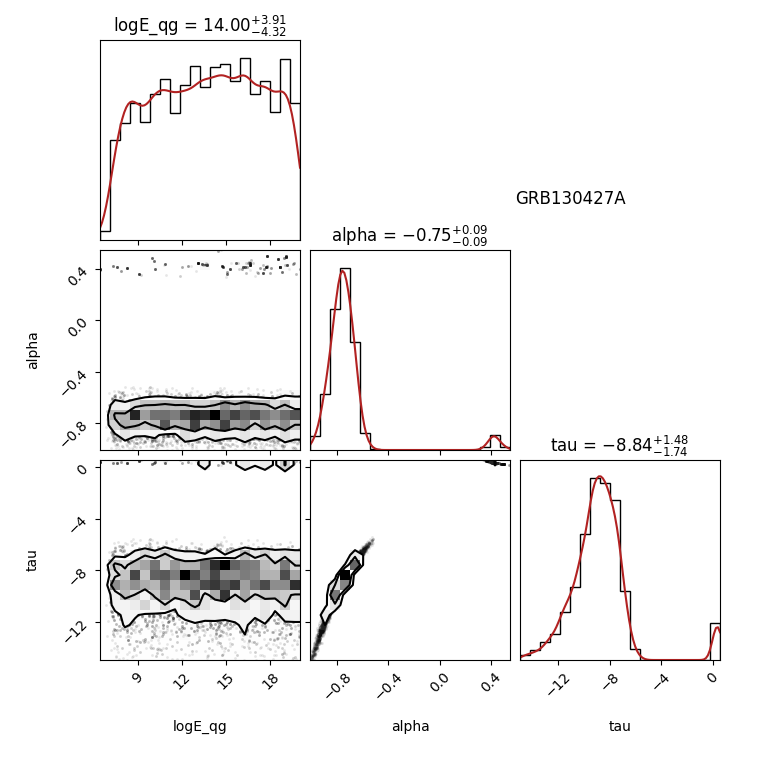 logE_qg = 14.00+3.91 −4.32
GRB130427A
alpha = −0.75+0.09 −0.09
0.4
0.0
−0.4
−0.8
alpha
tau = −8.84+1.48 −1.74
0
−4
−8
−12
tau
9 12 15 18
−0.8 −0.4 0.0 0.4
−12 −8 −4 0
logE_qg alpha tau